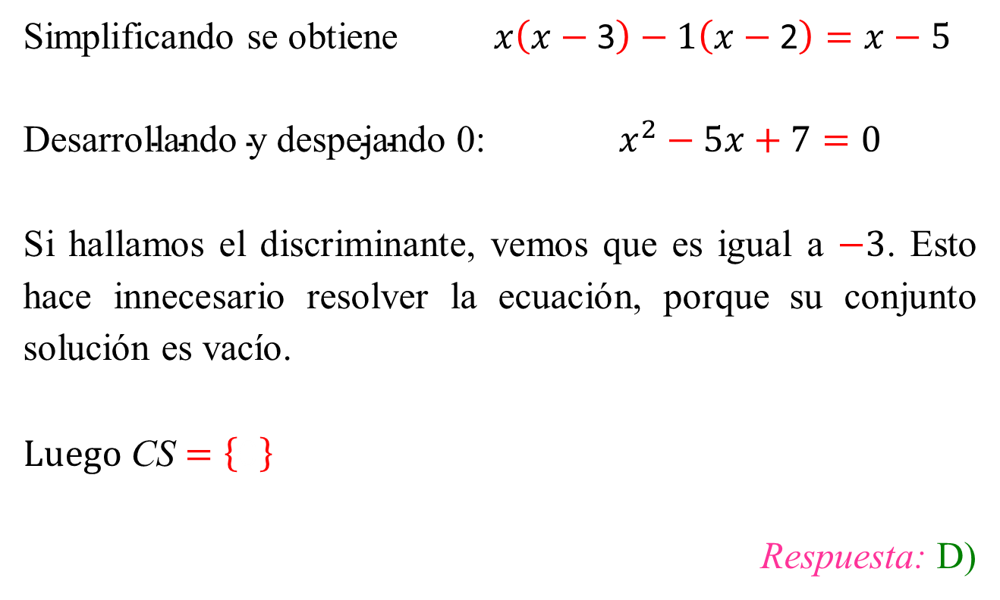 Simplificando se obtiene x(x − 3) − 1(x − 2) = x − 5
Desarrollando y despejando 0: x² − 5x + 7 = 0
Si hallamos el discriminante, vemos que es igual a −3. Esto
hace innecesario resolver la ecuación, porque su conjunto
solución es vacío.
Luego CS = { }
Respuesta: D)